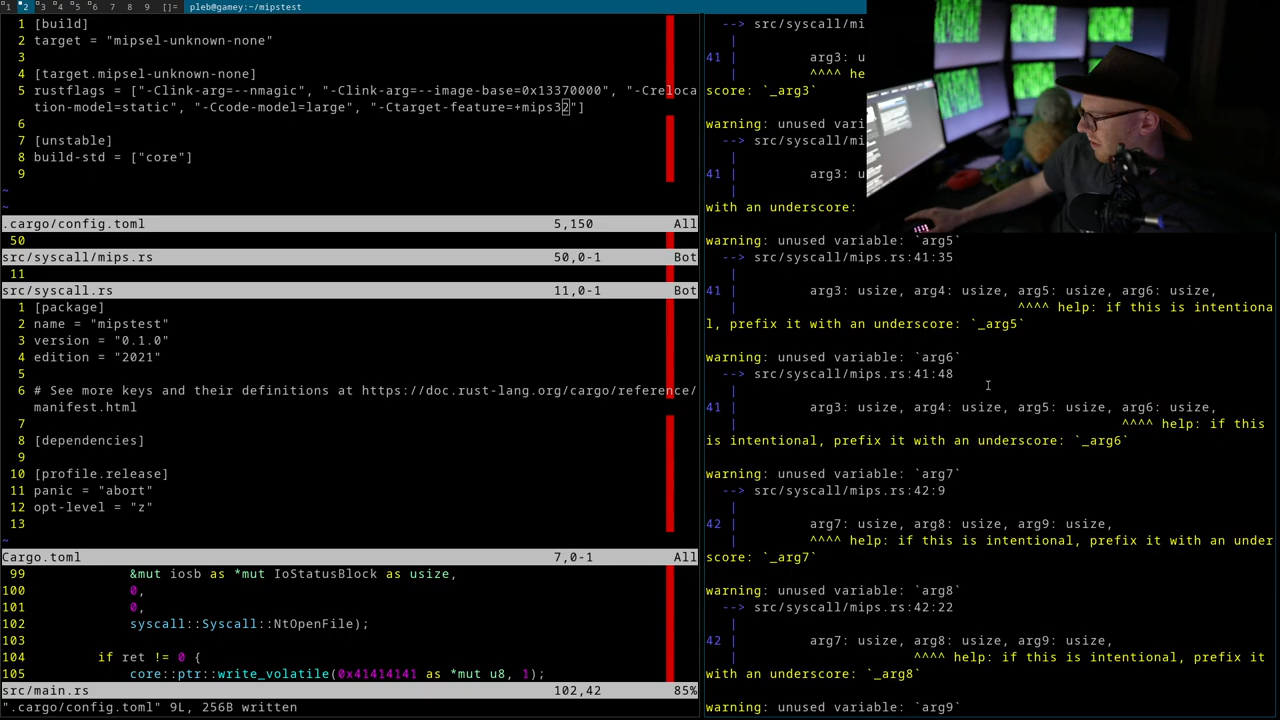 1 2 3 4 5 6 7 8 9 []= pleb@gamey:~/mipstest
1 [build]
2 target = "mipsel-unknown-none"
3
4 [target.mipsel-unknown-none]
5 rustflags = ["-Clink-arg=--nmagic", "-Clink-arg=--image-base=0x13370000", "-Creloca
tion-model=static", "-Ccode-model=large", "-Ctarget-feature=+mips32"]
6
7 [unstable]
8 build-std = ["core"]
9
~
~
.cargo/config.toml 5,150 All
50
src/syscall/mips.rs 50,0-1 Bot
11
src/syscall.rs 11,0-1 Bot
1 [package]
2 name = "mipstest"
3 version = "0.1.0"
4 edition = "2021"
5
6 # See more keys and their definitions at https://doc.rust-lang.org/cargo/reference/
manifest.html
7
8 [dependencies]
9
10 [profile.release]
11 panic = "abort"
12 opt-level = "z"
13
~
Cargo.toml 7,0-1 All
99 &mut iosb as *mut IoStatusBlock as usize,
100 0,
101 0,
102 syscall::Syscall::NtOpenFile);
103
104 if ret != 0 {
105 core::ptr::write_volatile(0x41414141 as *mut u8, 1);
src/main.rs 102,42 85%
".cargo/config.toml" 9L, 256B written
--> src/syscall/mi
|
41 | arg3: u
| ^^^^ he
score: `_arg3`
warning: unused vari
--> src/syscall/mi
|
41 | arg3: u
|
with an underscore:
warning: unused variable: `arg5`
--> src/syscall/mips.rs:41:35
|
41 | arg3: usize, arg4: usize, arg5: usize, arg6: usize,
| ^^^^ help: if this is intentiona
l, prefix it with an underscore: `_arg5`
warning: unused variable: `arg6`
--> src/syscall/mips.rs:41:48
|
41 | arg3: usize, arg4: usize, arg5: usize, arg6: usize,
| ^^^^ help: if this
is intentional, prefix it with an underscore: `_arg6`
warning: unused variable: `arg7`
--> src/syscall/mips.rs:42:9
|
42 | arg7: usize, arg8: usize, arg9: usize,
| ^^^^ help: if this is intentional, prefix it with an under
score: `_arg7`
warning: unused variable: `arg8`
--> src/syscall/mips.rs:42:22
|
42 | arg7: usize, arg8: usize, arg9: usize,
| ^^^^ help: if this is intentional, prefix it
with an underscore: `_arg8`
warning: unused variable: `arg9`